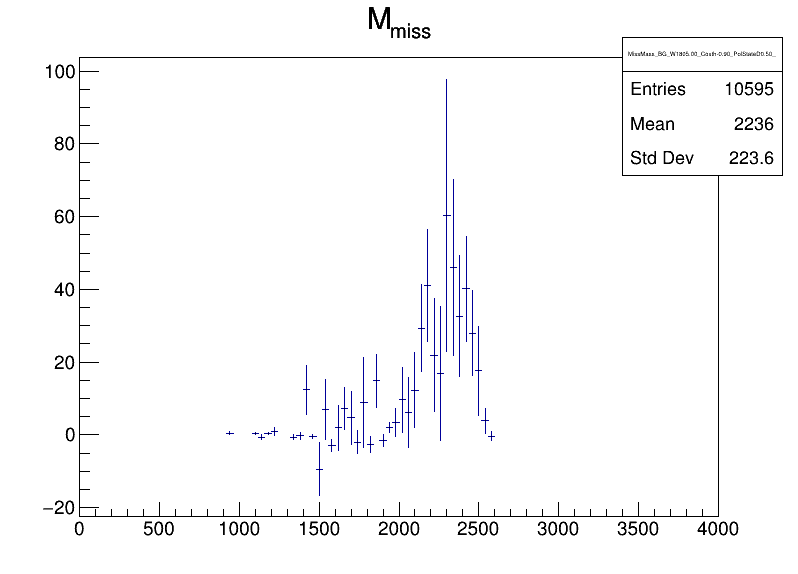 M_miss
MissMass_BG_W1805.00_Costh-0.90_PolStateD0.50_
Entries 10595
Mean 2236
Std Dev 223.6
100
80
60
40
20
0
−20
0 500 1000 1500 2000 2500 3000 3500 4000